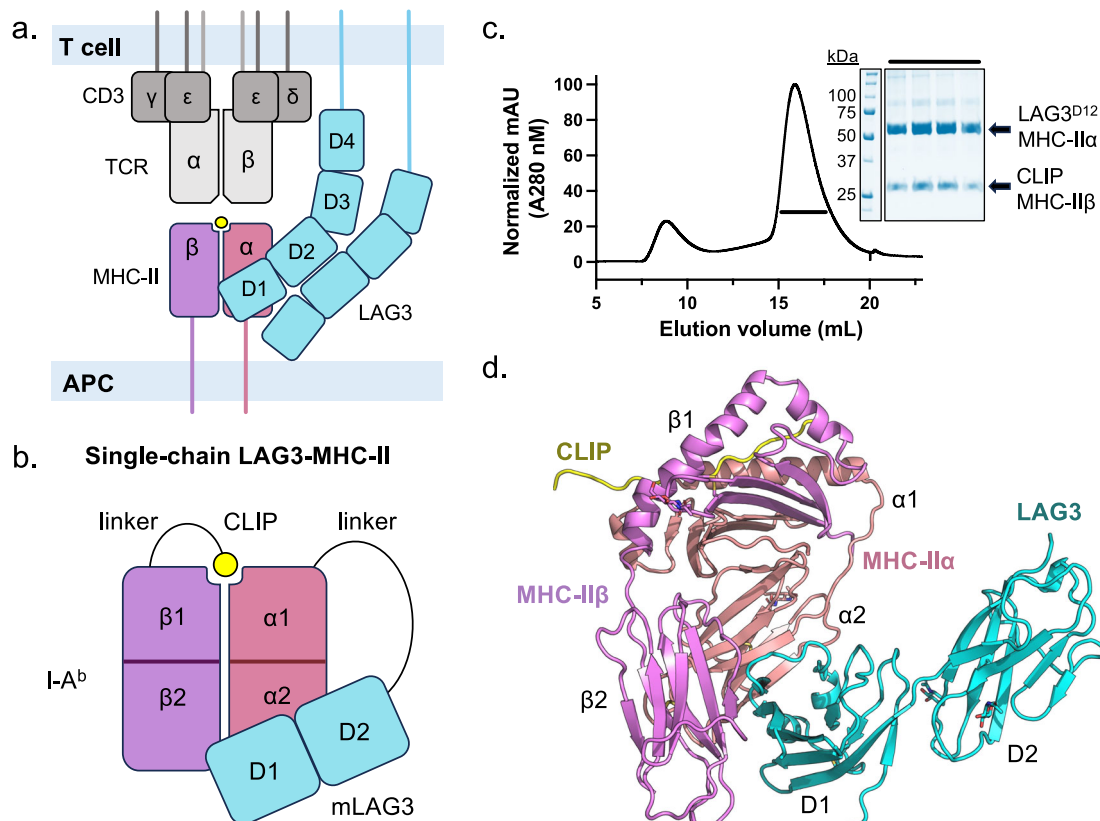 a.
T cell
CD3
γ
ε
ε
δ
TCR
α
β
D4
D3
D2
D1
MHC-II
β
α
LAG3
APC
b.
Single-chain LAG3-MHC-II
linker
CLIP
linker
β1
α1
I-Aᵇ
β2
α2
D1
D2
mLAG3
c.
Normalized mAU
(A280 nM)
100
80
60
40
20
0
5
10
15
20
Elution volume (mL)
kDa
100
75
50
37
25
LAG3ᴰ¹²
MHC-IIα
CLIP
MHC-IIβ
d.
β1
CLIP
α1
LAG3
MHC-IIα
MHC-IIβ
α2
β2
D2
D1